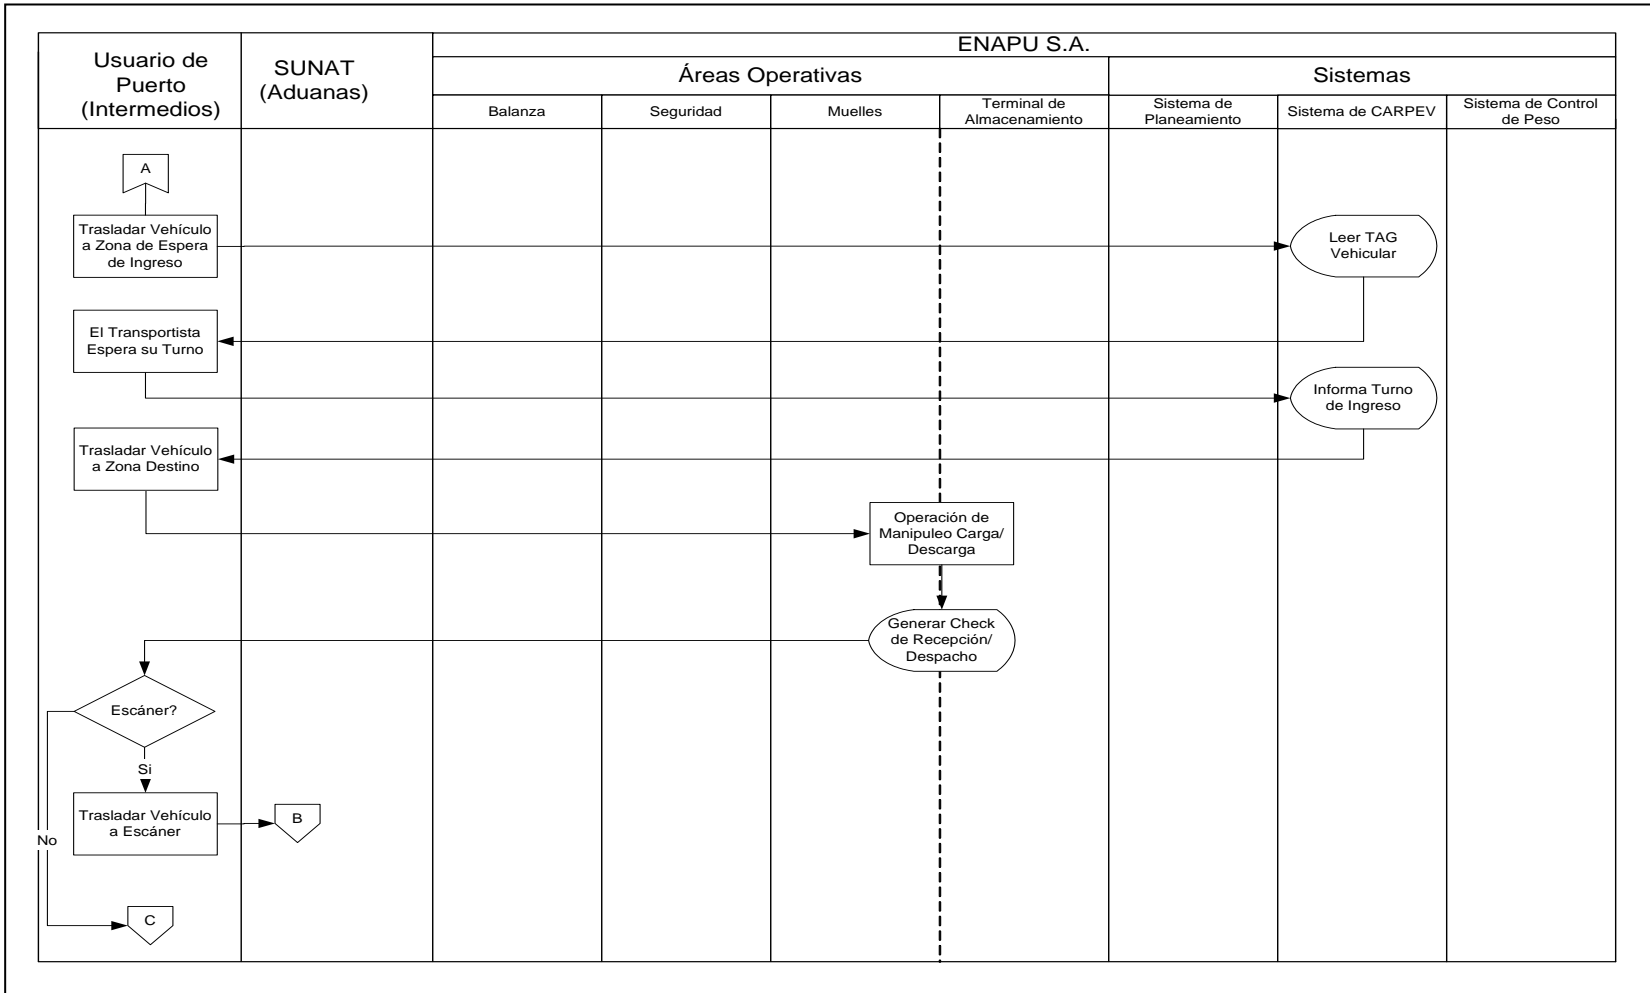 ENAPU S.A.
Usuario de
Puerto
(Intermedios)
SUNAT
(Aduanas)
Áreas Operativas
Sistemas
Balanza
Seguridad
Muelles
Terminal de
Almacenamiento
Sistema de
Planeamiento
Sistema de CARPEV
Sistema de Control
de Peso
A
Trasladar Vehículo
a Zona de Espera
de Ingreso
Leer TAG
Vehicular
El Transportista
Espera su Turno
Informa Turno
de Ingreso
Trasladar Vehículo
a Zona Destino
Operación de
Manipuleo Carga/
Descarga
Generar Check
de Recepción/
Despacho
Escáner?
Si
Trasladar Vehículo
a Escáner
B
No
C